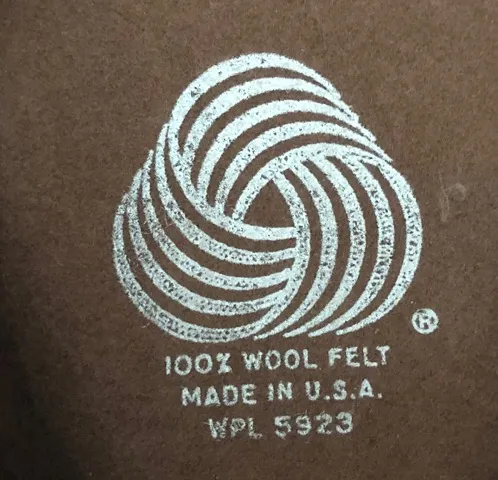 ®
100% WOOL FELT
MADE IN U.S.A.
WPL 5923